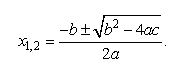 x₁,₂ = (-b ± √(b² - 4ac)) / (2a).